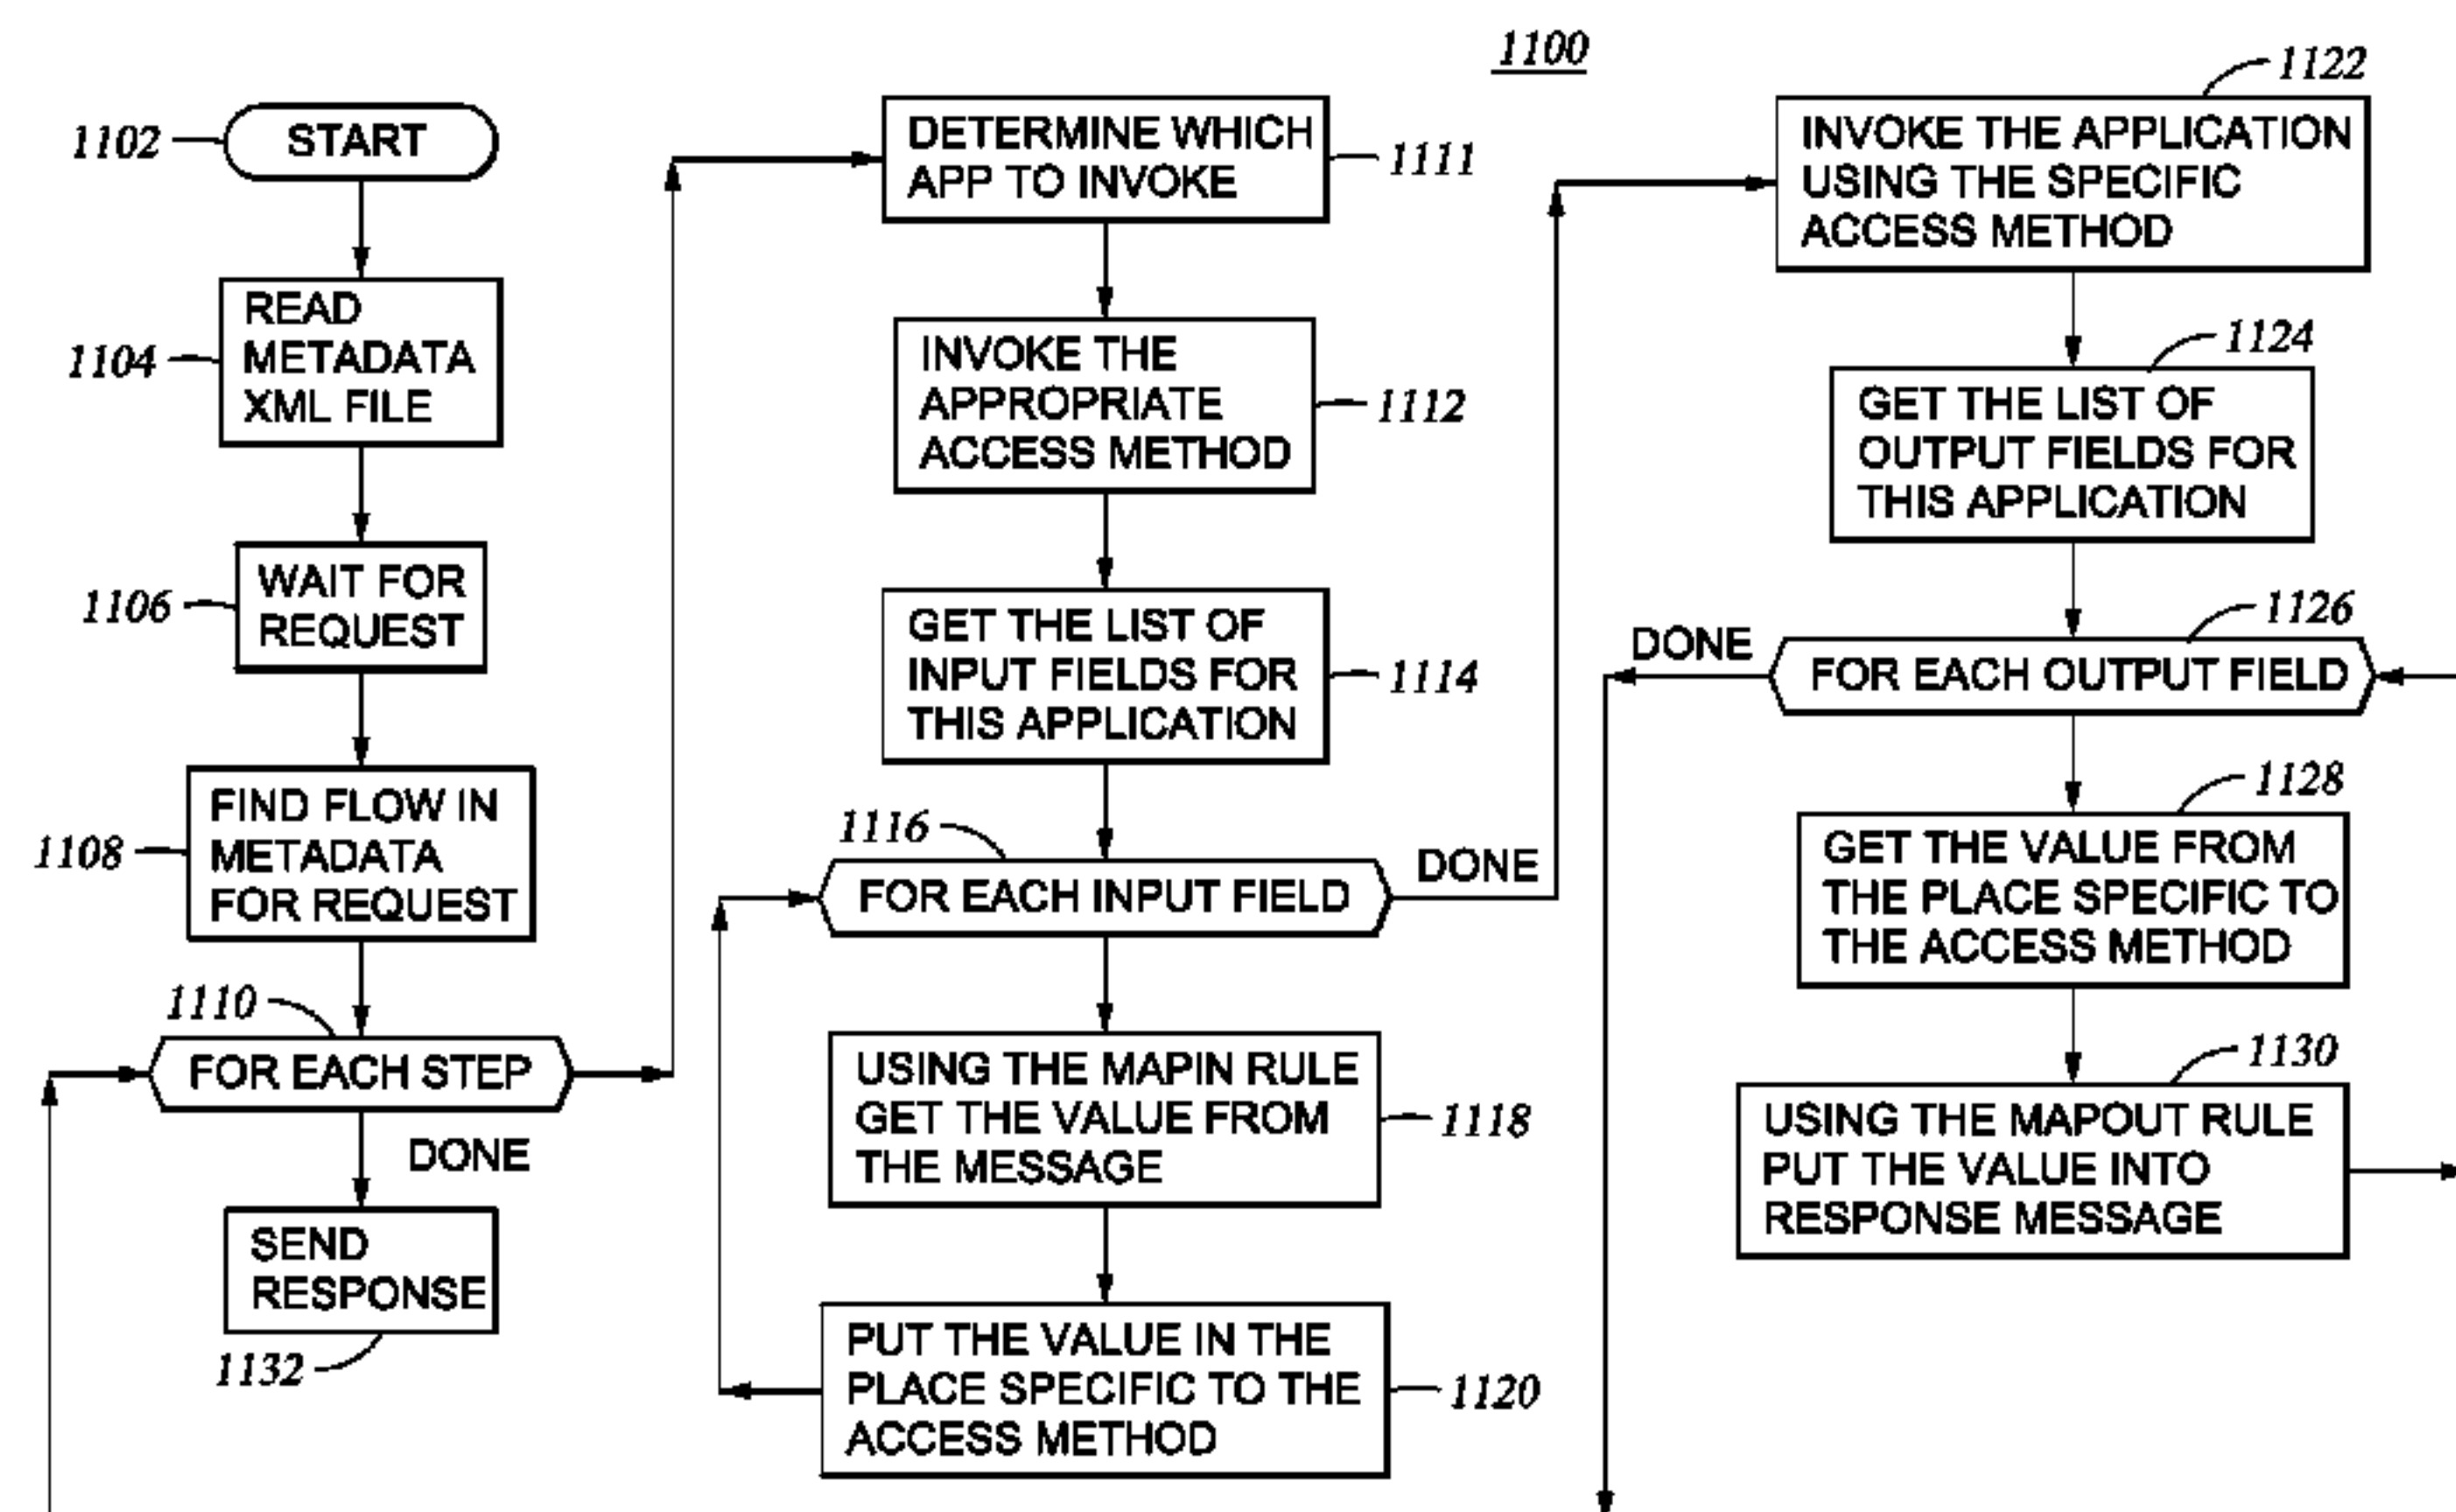 1100
1102
START
1104
READ
METADATA
XML FILE
1106
WAIT FOR
REQUEST
1108
FIND FLOW IN
METADATA
FOR REQUEST
1110
FOR EACH STEP
DONE
SEND
RESPONSE
1132
DETERMINE WHICH
APP TO INVOKE
1111
INVOKE THE
APPROPRIATE
ACCESS METHOD
1112
GET THE LIST OF
INPUT FIELDS FOR
THIS APPLICATION
1114
1116
FOR EACH INPUT FIELD
DONE
USING THE MAPIN RULE
GET THE VALUE FROM
THE MESSAGE
1118
PUT THE VALUE IN THE
PLACE SPECIFIC TO THE
ACCESS METHOD
1120
1122
INVOKE THE APPLICATION
USING THE SPECIFIC
ACCESS METHOD
1124
GET THE LIST OF
OUTPUT FIELDS FOR
THIS APPLICATION
1126
DONE
FOR EACH OUTPUT FIELD
1128
GET THE VALUE FROM
THE PLACE SPECIFIC TO
THE ACCESS METHOD
1130
USING THE MAPOUT RULE
PUT THE VALUE INTO
RESPONSE MESSAGE